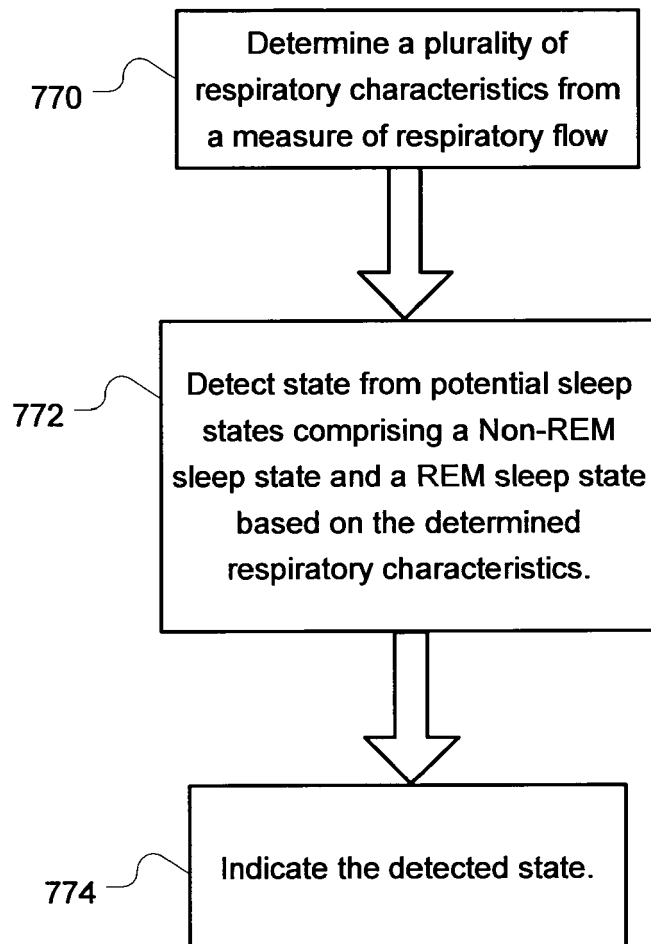 Determine a plurality of
respiratory characteristics from
a measure of respiratory flow
770
Detect state from potential sleep
states comprising a Non-REM
sleep state and a REM sleep state
based on the determined
respiratory characteristics.
772
Indicate the detected state.
774